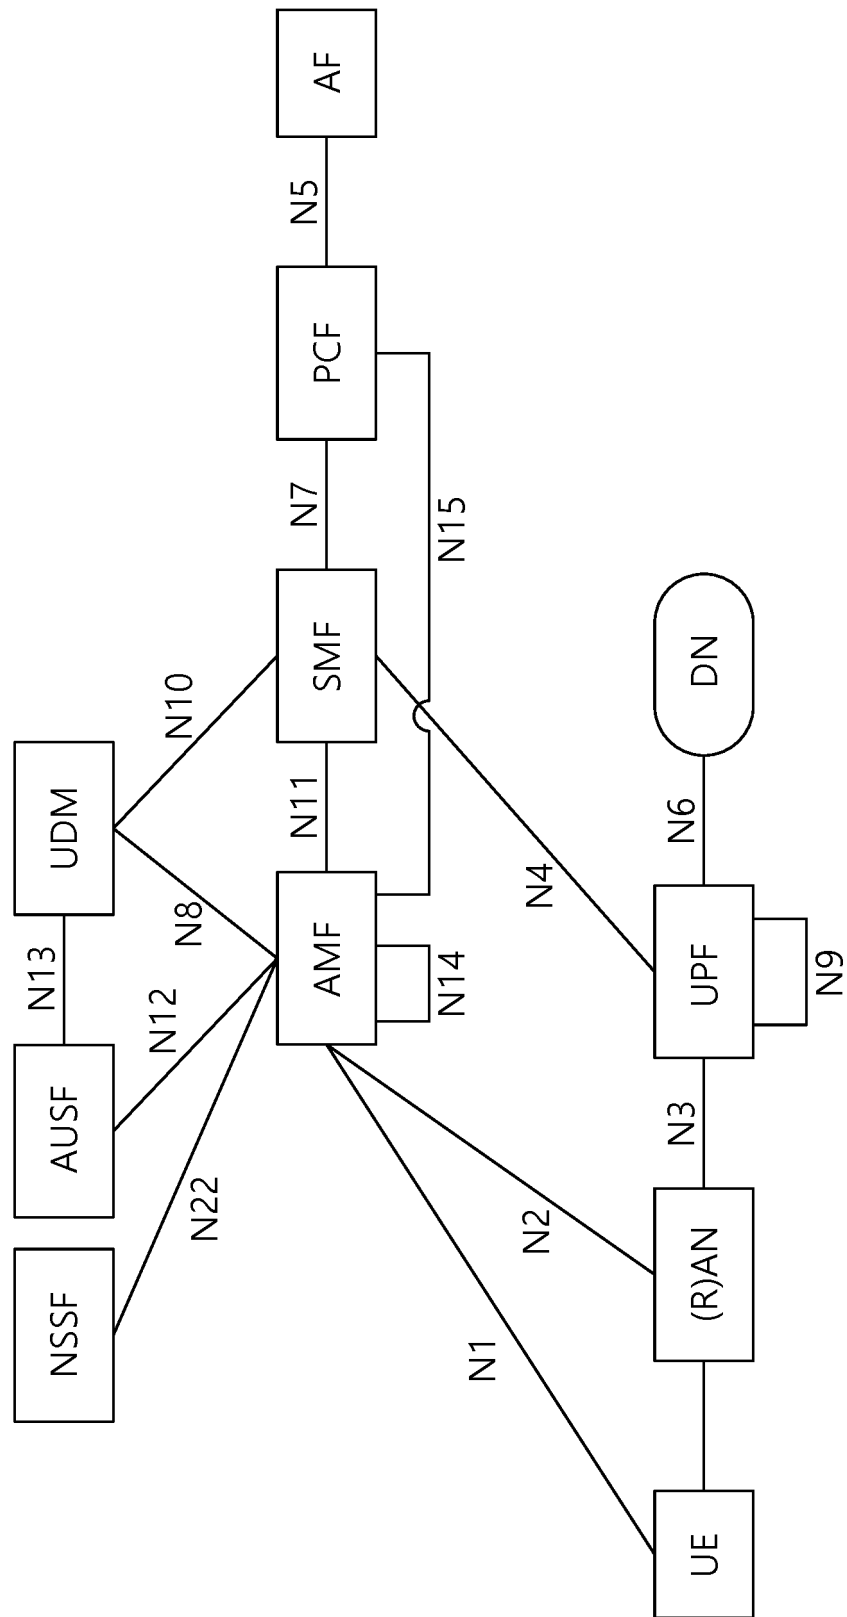 NSSF
AUSF
N13
UDM
N22
N12
N8
N10
AMF
N11
SMF
N7
PCF
N5
AF
N14
N15
N1
N2
N4
UE
(R)AN
N3
UPF
N6
DN
N9